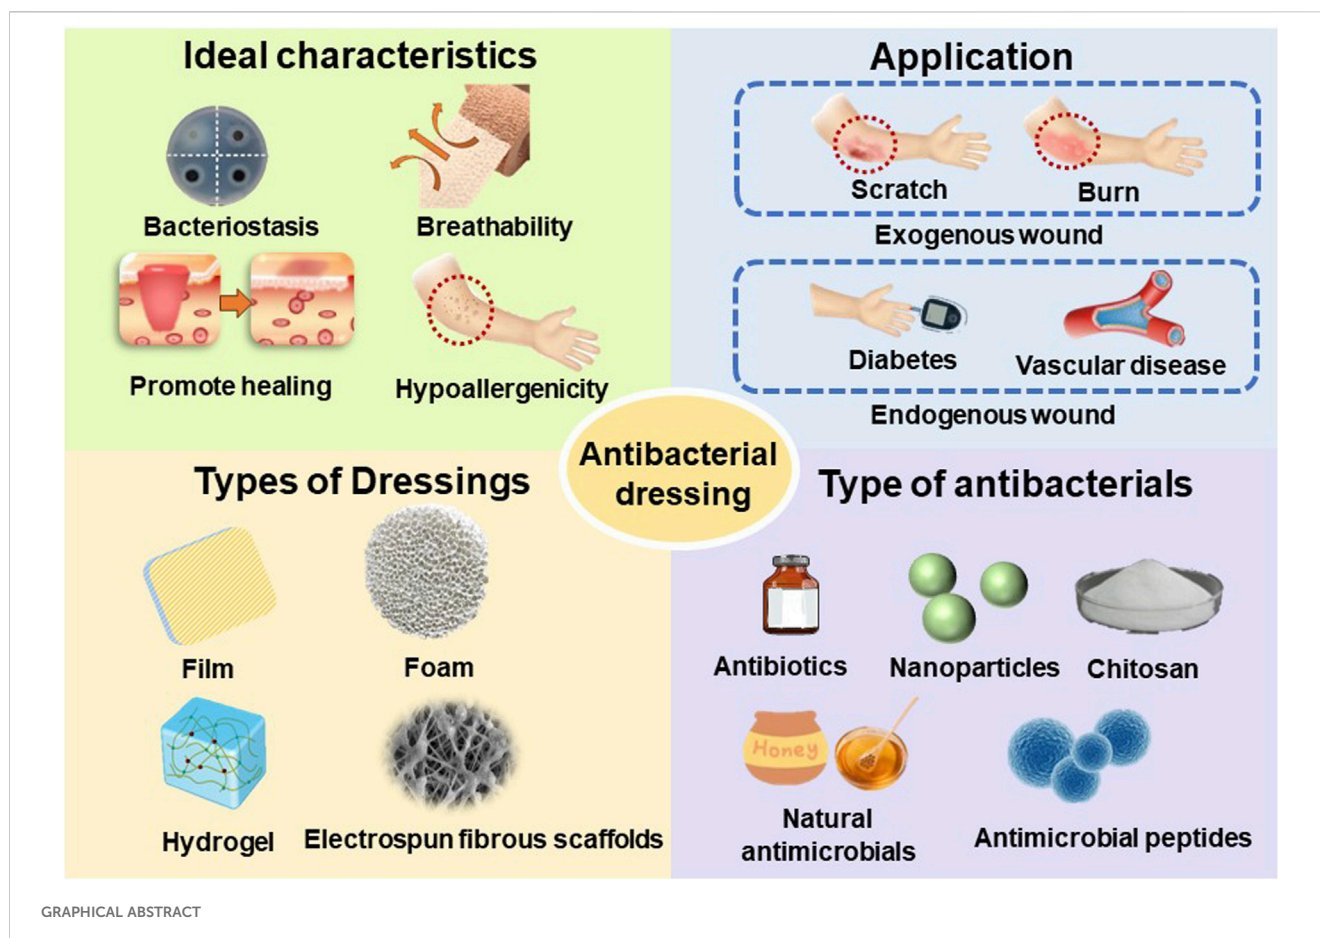 Ideal characteristics
Bacteriostasis
Breathability
Promote healing
Hypoallergenicity
Application
Scratch
Burn
Exogenous wound
Diabetes
Vascular disease
Endogenous wound
Antibacterial
dressing
Types of Dressings
Film
Foam
Hydrogel
Electrospun fibrous scaffolds
Type of antibacterials
Antibiotics
Nanoparticles
Chitosan
Honey
Natural
antimicrobials
Antimicrobial peptides
GRAPHICAL ABSTRACT